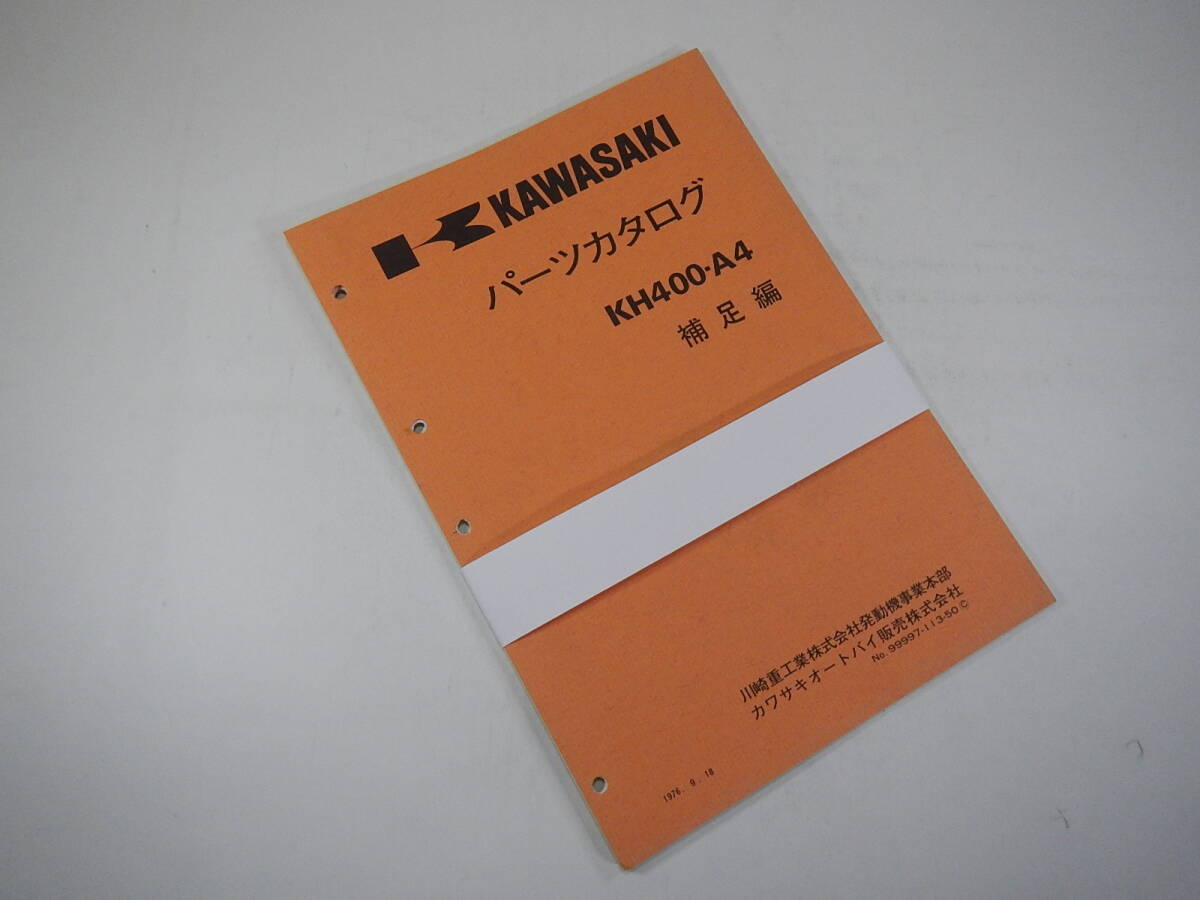 KAWASAKI
パーツカタログ
KH400-A4
補足編
川崎重工業株式会社発動機事業本部
カワサキオートバイ販売株式会社
No.99997-113-50 ©
1976. 9. 18